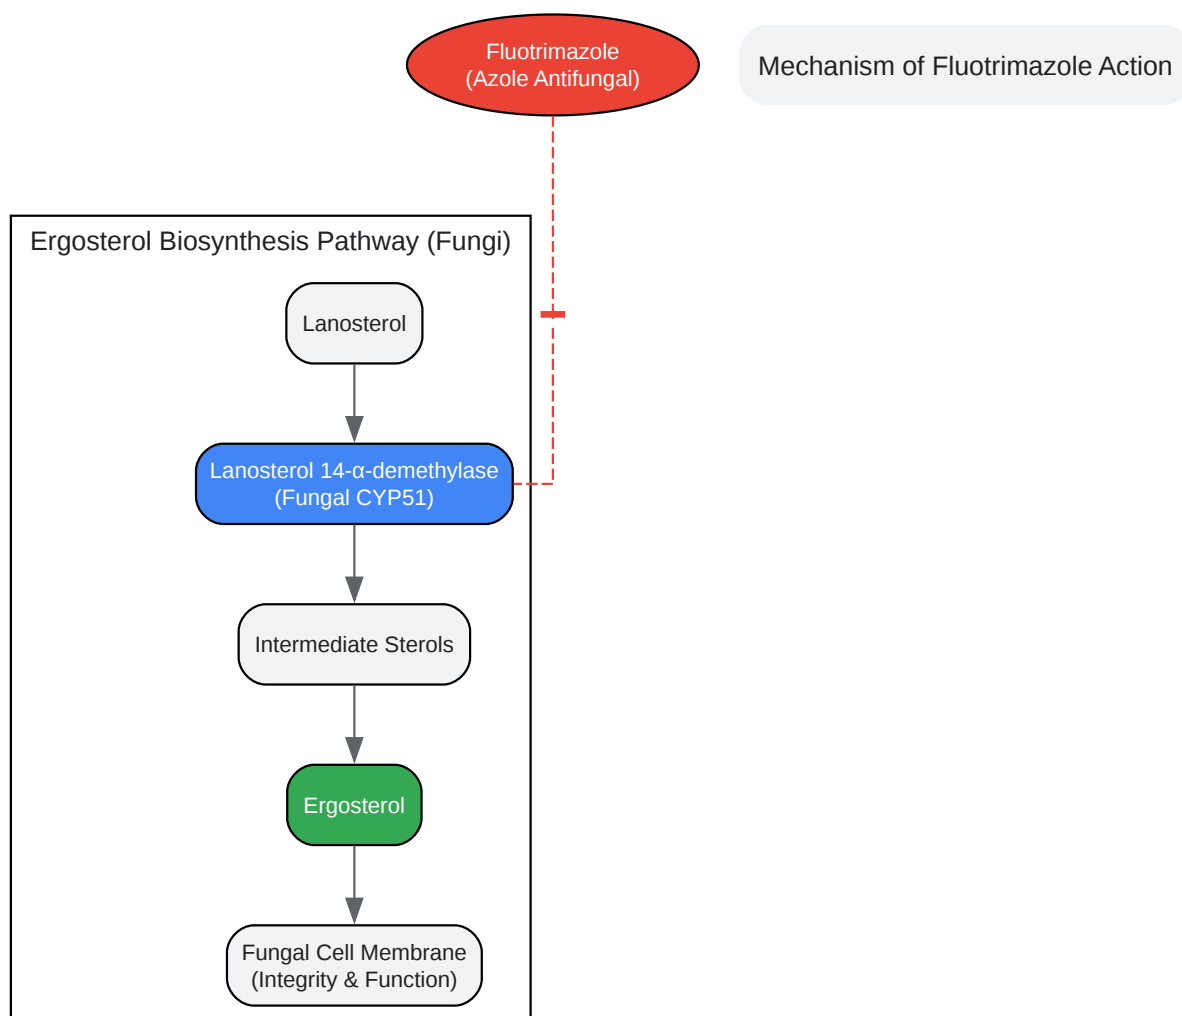 Fluotrimazole
(Azole Antifungal)
Mechanism of Fluotrimazole Action
Ergosterol Biosynthesis Pathway (Fungi)
Lanosterol
Lanosterol 14-α-demethylase
(Fungal CYP51)
Intermediate Sterols
Ergosterol
Fungal Cell Membrane
(Integrity & Function)